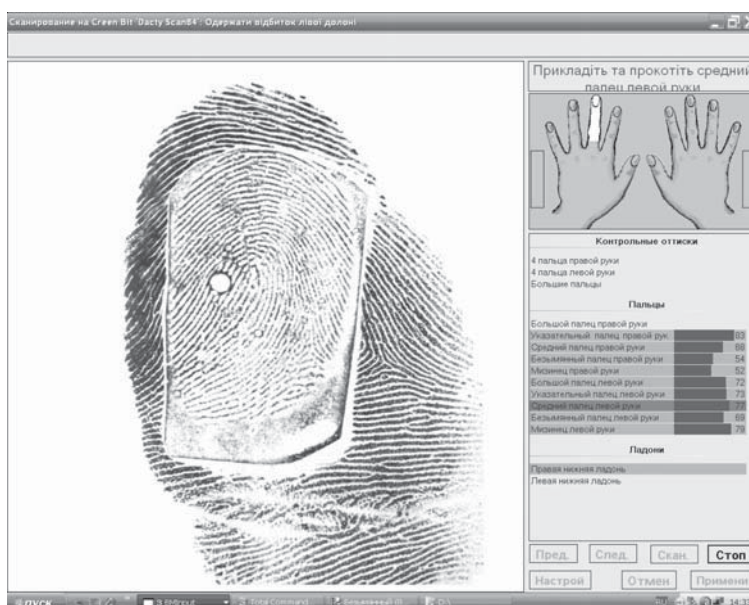 Сканирование на Creen Bit 'Dacty Scan84': Одержати відбиток лівої долоні
Прикладіть та прокотіть средний
палец левой руки
Контрольные оттиски
4 пальца правой руки
4 пальца левой руки
Большие пальцы
Пальцы
Большой палец правой руки
Указательный палец правой рук 83
Средний палец правой руки 68
Безымянный палец правой руки 54
Мизинец правой руки 52
Большой палец левой руки 72
Указательный палец левой руки 73
Средний палец левой руки 77
Безымянный палец левой руки 69
Мизинец левой руки 79
Ладони
Правая нижняя ладонь
Левая нижняя ладонь
Пред. След. Скан. Стоп
Настрой Отмен Примени
пуск Total Command...